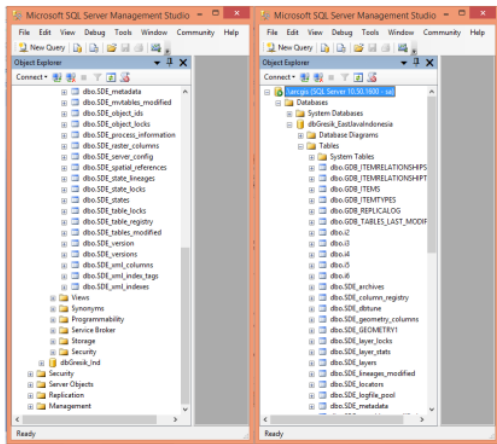 Microsoft SQL Server Management Studio
File Edit View Debug Tools Window Community Help
New Query
Object Explorer
Connect
dbo.SDE_metadata
dbo.SDE_mvtables_modified
dbo.SDE_object_ids
dbo.SDE_object_locks
dbo.SDE_process_information
dbo.SDE_raster_columns
dbo.SDE_server_config
dbo.SDE_spatial_references
dbo.SDE_state_lineages
dbo.SDE_state_locks
dbo.SDE_states
dbo.SDE_table_locks
dbo.SDE_table_registry
dbo.SDE_tables_modified
dbo.SDE_version
dbo.SDE_versions
dbo.SDE_xml_columns
dbo.SDE_xml_index_tags
dbo.SDE_xml_indexes
Views
Synonyms
Programmability
Service Broker
Storage
Security
dbGresik_Ind
Security
Server Objects
Replication
Management
Ready
Microsoft SQL Server Management Studio
File Edit View Debug Tools Window Community Help
New Query
Object Explorer
Connect
.\arcgis (SQL Server 10.50.1600 - sa)
Databases
System Databases
dbGresik_EastJavaIndonesia
Database Diagrams
Tables
System Tables
dbo.GDB_ITEMRELATIONSHIPS
dbo.GDB_ITEMRELATIONSHIPT
dbo.GDB_ITEMS
dbo.GDB_ITEMTYPES
dbo.GDB_REPLICALOG
dbo.GDB_TABLES_LAST_MODIF
dbo.i2
dbo.i3
dbo.i4
dbo.i5
dbo.i6
dbo.SDE_archives
dbo.SDE_column_registry
dbo.SDE_dbtune
dbo.SDE_geometry_columns
dbo.SDE_GEOMETRY1
dbo.SDE_layer_locks
dbo.SDE_layer_stats
dbo.SDE_layers
dbo.SDE_lineages_modified
dbo.SDE_locators
dbo.SDE_logfile_pool
dbo.SDE_metadata
Ready